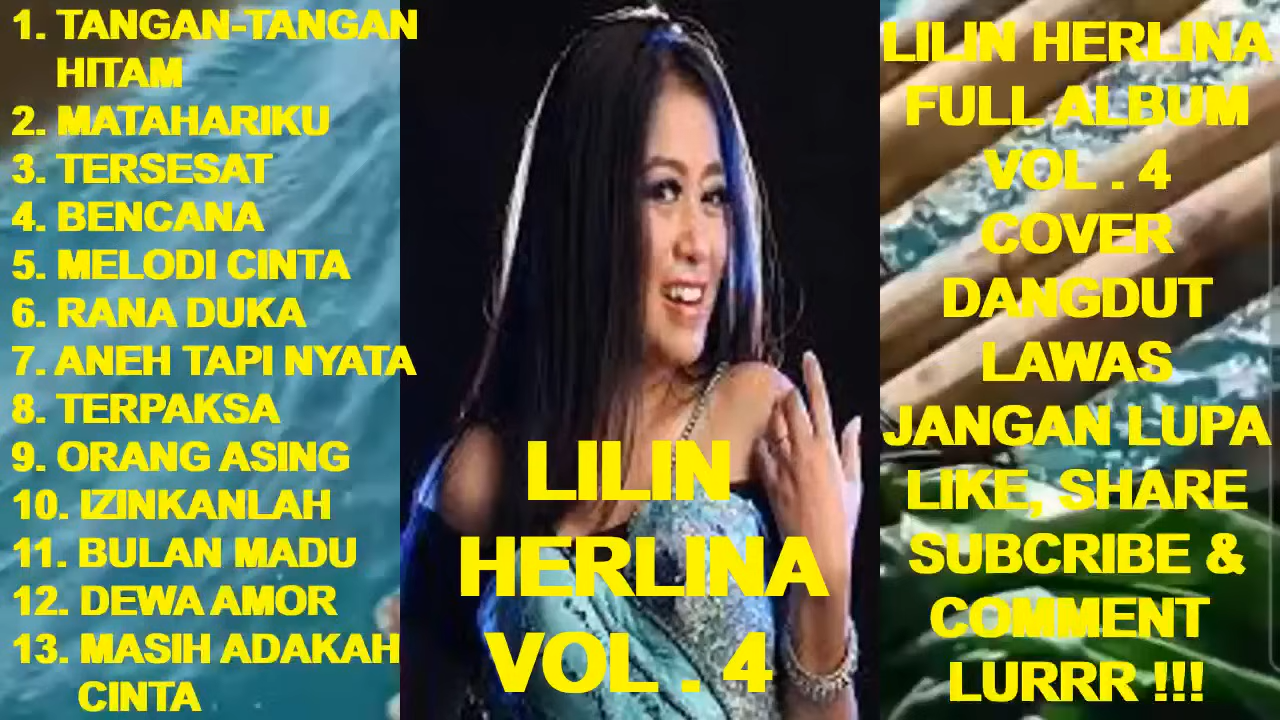 1. TANGAN-TANGAN
HITAM
2. MATAHARIKU
3. TERSESAT
4. BENCANA
5. MELODI CINTA
6. RANA DUKA
7. ANEH TAPI NYATA
8. TERPAKSA
9. ORANG ASING
10. IZINKANLAH
11. BULAN MADU
12. DEWA AMOR
13. MASIH ADAKAH
CINTA
LILIN
HERLINA
VOL . 4
LILIN HERLINA
FULL ALBUM
VOL . 4
COVER
DANGDUT
LAWAS
JANGAN LUPA
LIKE, SHARE
SUBCRIBE &
COMMENT
LURRR !!!